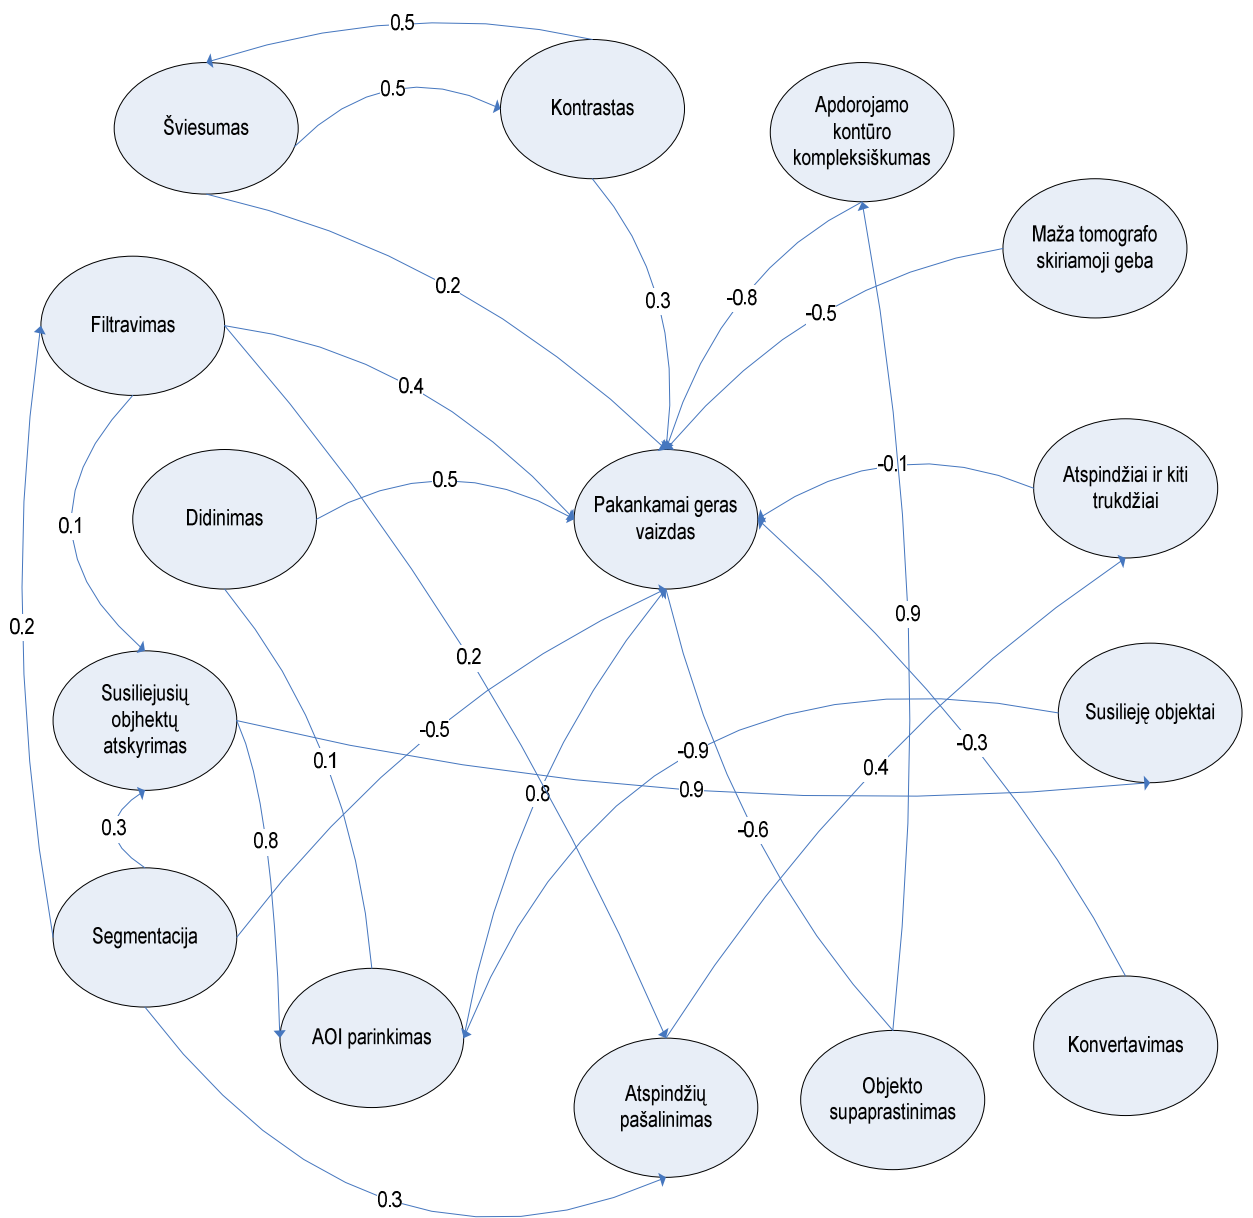 0.5
Šviesumas
0.5
Kontrastas
Apdorojamo
kontūro
kompleksiškumas
Maža tomografo
skiriamoji geba
0.2
0.3
-0.8
-0.5
Filtravimas
0.4
Didinimas
0.5
Pakankamai geras
vaizdas
-0.1
Atspindžiai ir kiti
trukdžiai
0.1
0.2
0.2
0.9
Susiliejusių
objhektų
atskyrimas
-0.5
0.1
-0.9
0.9
0.8
0.4
-0.3
Susilieję objektai
0.3
0.8
-0.6
Segmentacija
AOI parinkimas
Atspindžių
pašalinimas
Objekto
supaprastinimas
Konvertavimas
0.3